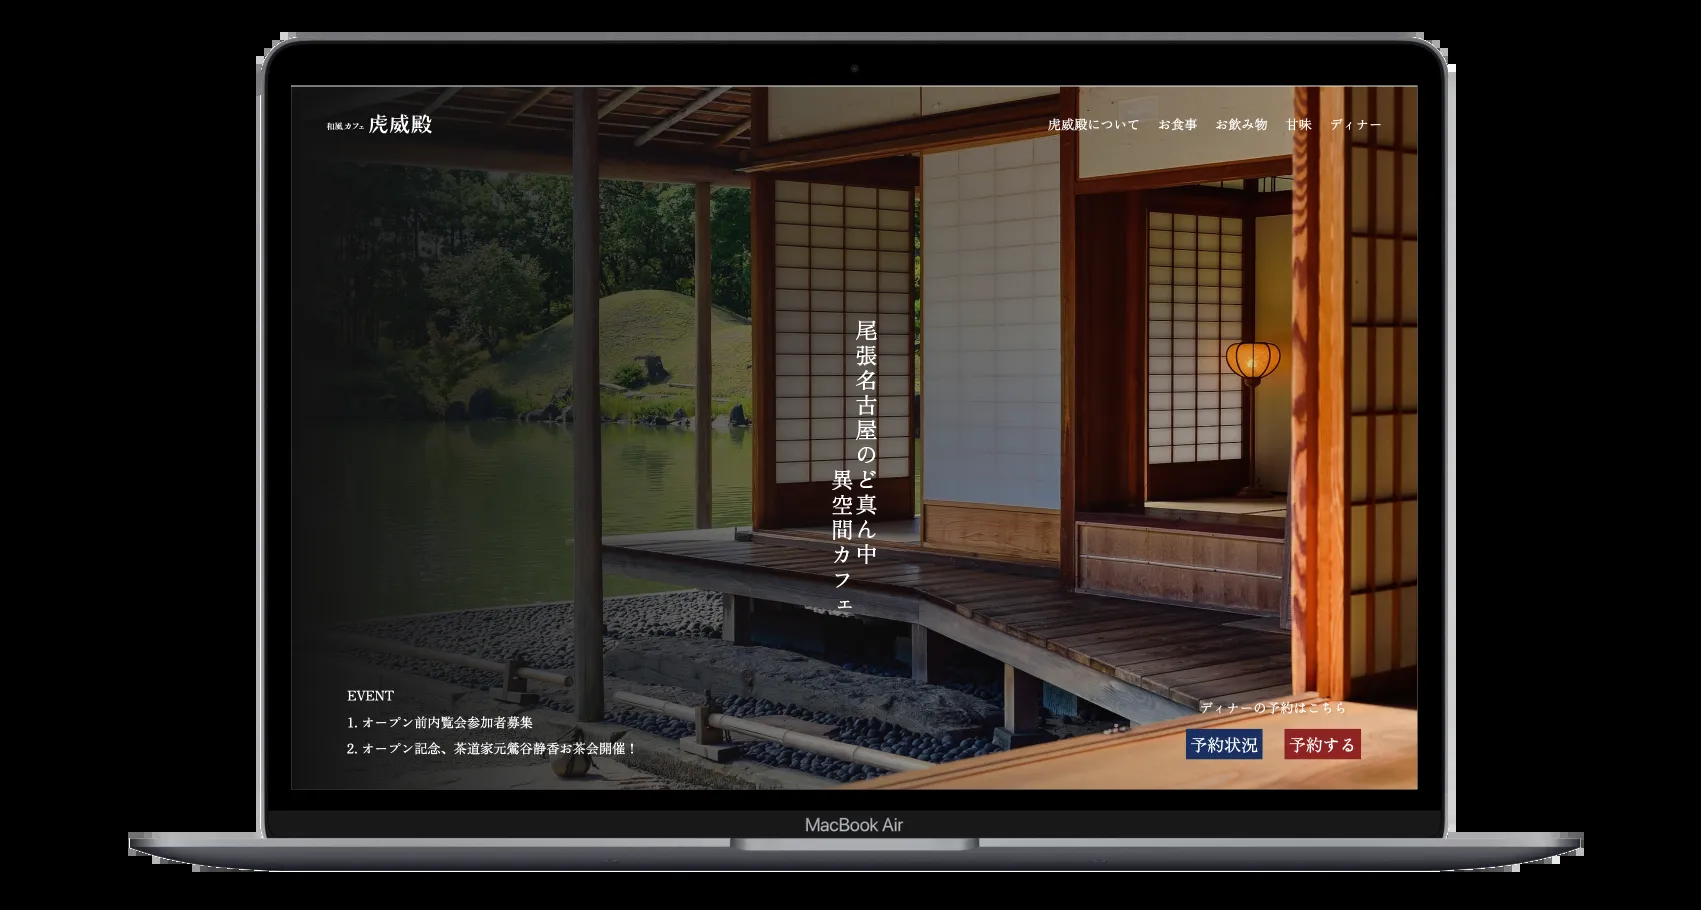 和風カフェ 虎威殿
虎威殿について お食事 お飲み物 甘味 ディナー
尾張名古屋のど真ん中
異空間カフェ
EVENT
1. オープン前内覧会参加者募集
2. オープン記念、茶道家元鶯谷静香お茶会開催！
ディナーの予約はこちら
予約状況 予約する
MacBook Air